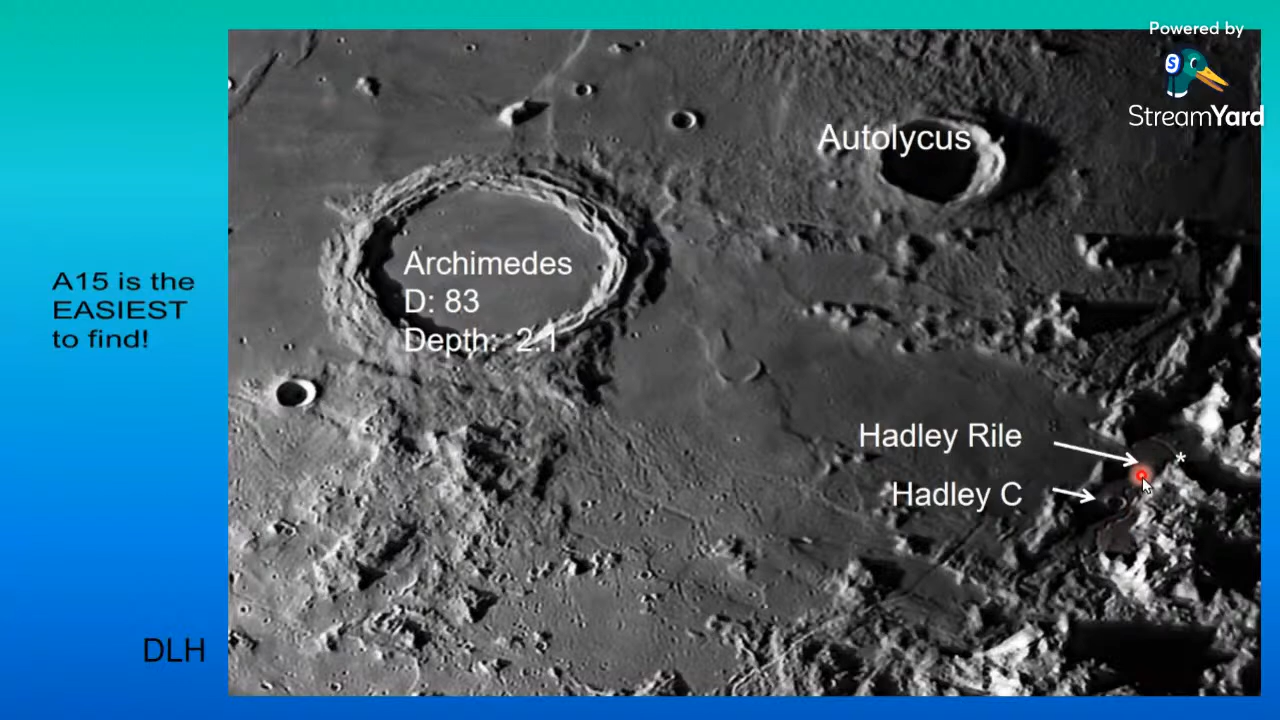 Powered by
S
StreamYard
Autolycus
Archimedes
D: 83
Depth: 2.1
A15 is the
EASIEST
to find!
Hadley Rile
*
Hadley C
DLH